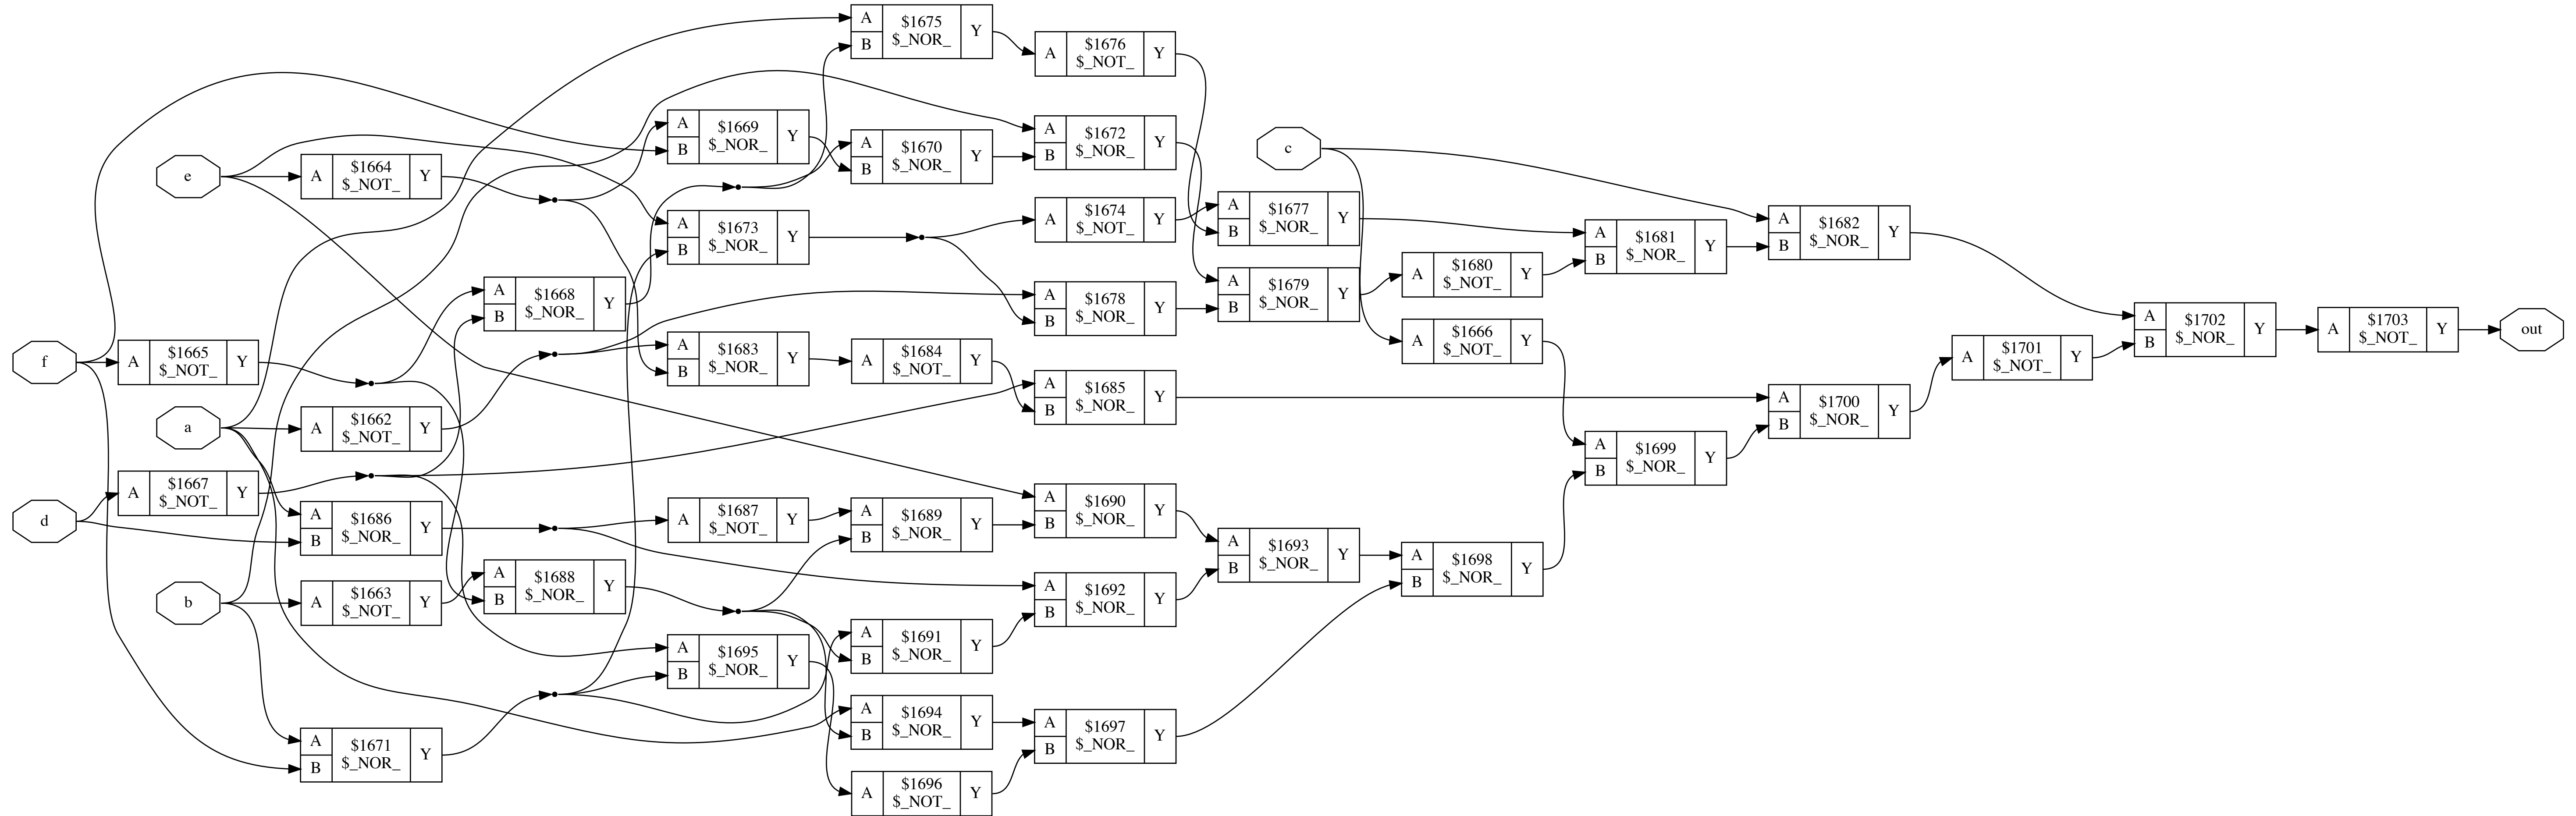 A
B
$1675
$_NOR_
Y
A
$1676
$_NOT_
Y
A
B
$1669
$_NOR_
Y
A
B
$1670
$_NOR_
Y
A
B
$1672
$_NOR_
Y
c
e
A
$1664
$_NOT_
Y
A
B
$1673
$_NOR_
Y
A
$1674
$_NOT_
Y
A
B
$1677
$_NOR_
Y
A
B
$1681
$_NOR_
Y
A
B
$1682
$_NOR_
Y
A
B
$1668
$_NOR_
Y
A
B
$1678
$_NOR_
Y
A
B
$1679
$_NOR_
Y
A
$1680
$_NOT_
Y
f
A
$1665
$_NOT_
Y
A
B
$1683
$_NOR_
Y
A
$1684
$_NOT_
Y
A
B
$1685
$_NOR_
Y
A
$1666
$_NOT_
Y
A
$1701
$_NOT_
Y
A
B
$1702
$_NOR_
Y
A
$1703
$_NOT_
Y
out
a
A
$1662
$_NOT_
Y
A
B
$1699
$_NOR_
Y
A
B
$1700
$_NOR_
Y
d
A
$1667
$_NOT_
Y
A
B
$1686
$_NOR_
Y
A
$1687
$_NOT_
Y
A
B
$1689
$_NOR_
Y
A
B
$1690
$_NOR_
Y
b
A
$1663
$_NOT_
Y
A
B
$1688
$_NOR_
Y
A
B
$1692
$_NOR_
Y
A
B
$1693
$_NOR_
Y
A
B
$1698
$_NOR_
Y
A
B
$1695
$_NOR_
Y
A
B
$1691
$_NOR_
Y
A
B
$1671
$_NOR_
Y
A
B
$1694
$_NOR_
Y
A
B
$1697
$_NOR_
Y
A
$1696
$_NOT_
Y